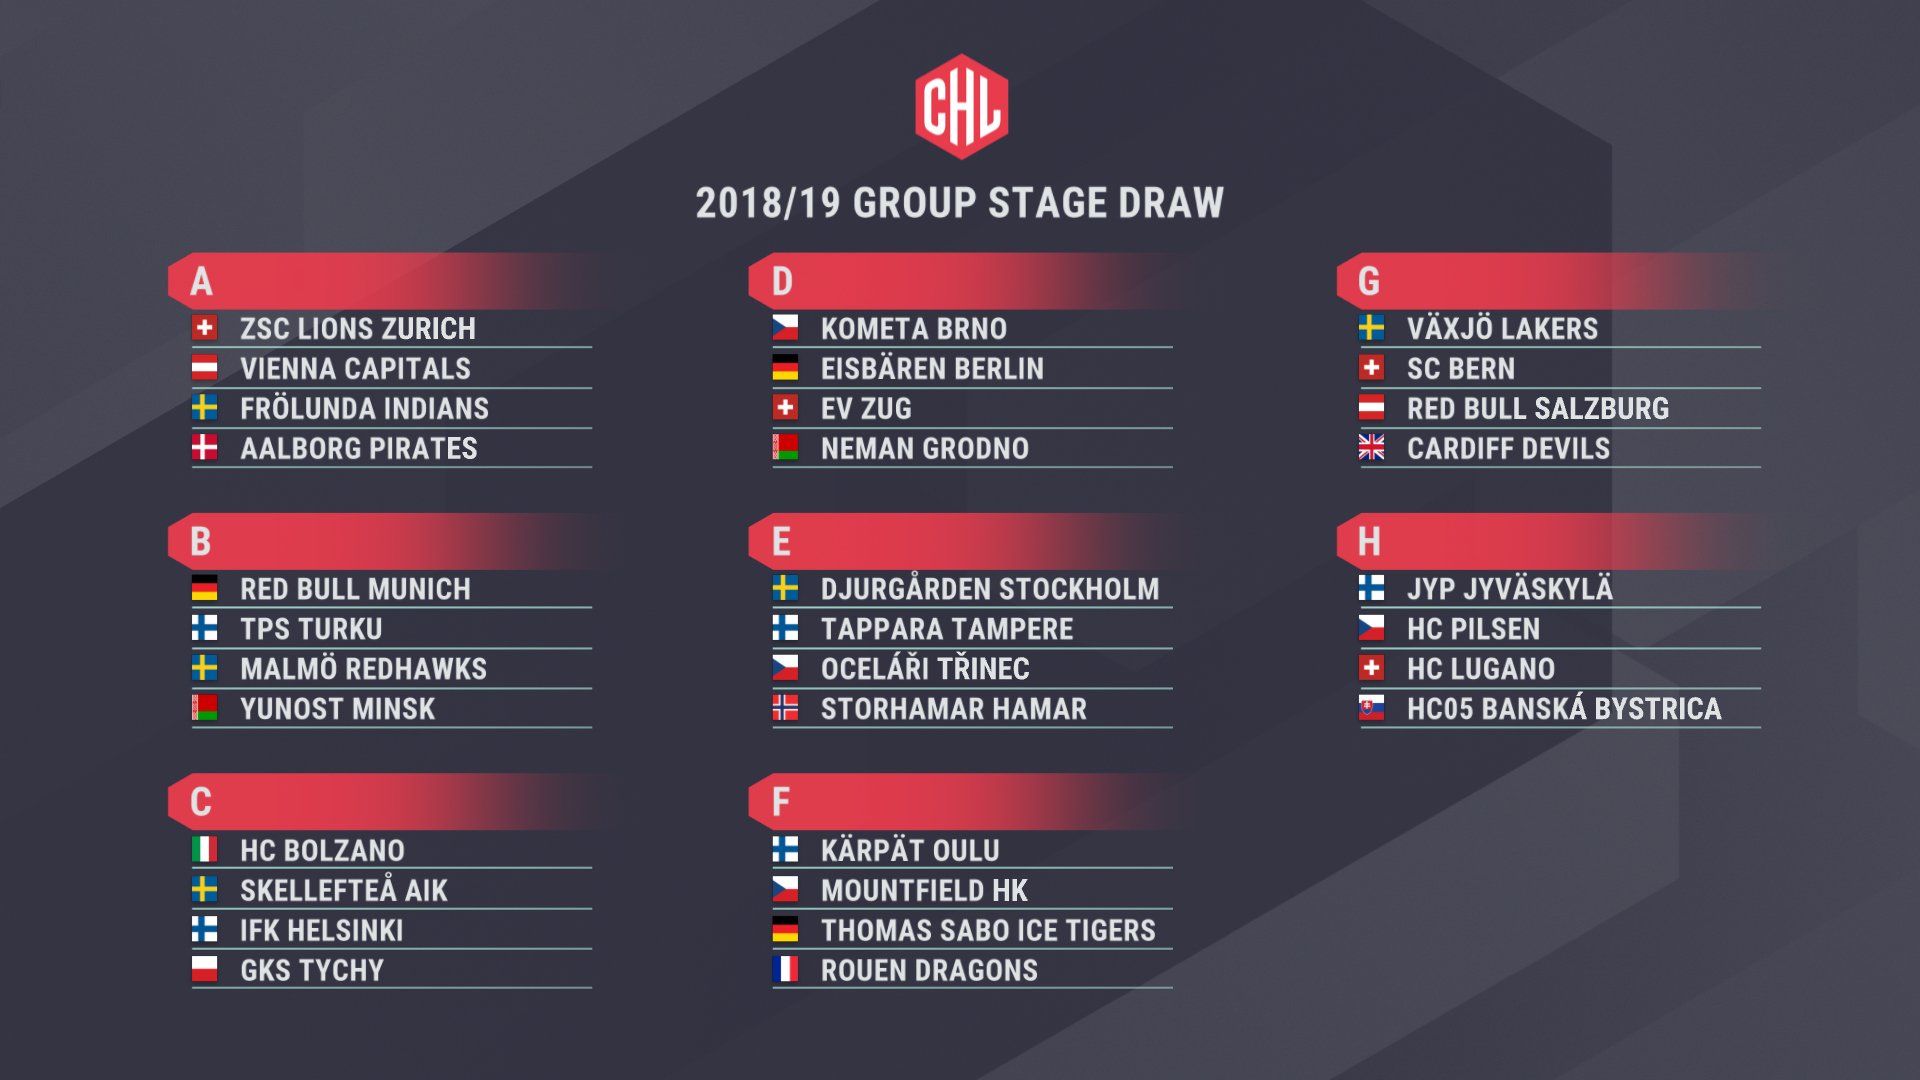 CHL
2018/19 GROUP STAGE DRAW
A
ZSC LIONS ZURICH
VIENNA CAPITALS
FRÖLUNDA INDIANS
AALBORG PIRATES
B
RED BULL MUNICH
TPS TURKU
MALMÖ REDHAWKS
YUNOST MINSK
C
HC BOLZANO
SKELLEFTEÅ AIK
IFK HELSINKI
GKS TYCHY
D
KOMETA BRNO
EISBÄREN BERLIN
EV ZUG
NEMAN GRODNO
E
DJURGÅRDEN STOCKHOLM
TAPPARA TAMPERE
OCELÁŘI TŘINEC
STORHAMAR HAMAR
F
KÄRPÄT OULU
MOUNTFIELD HK
THOMAS SABO ICE TIGERS
ROUEN DRAGONS
G
VÄXJÖ LAKERS
SC BERN
RED BULL SALZBURG
CARDIFF DEVILS
H
JYP JYVÄSKYLÄ
HC PILSEN
HC LUGANO
HC05 BANSKÁ BYSTRICA